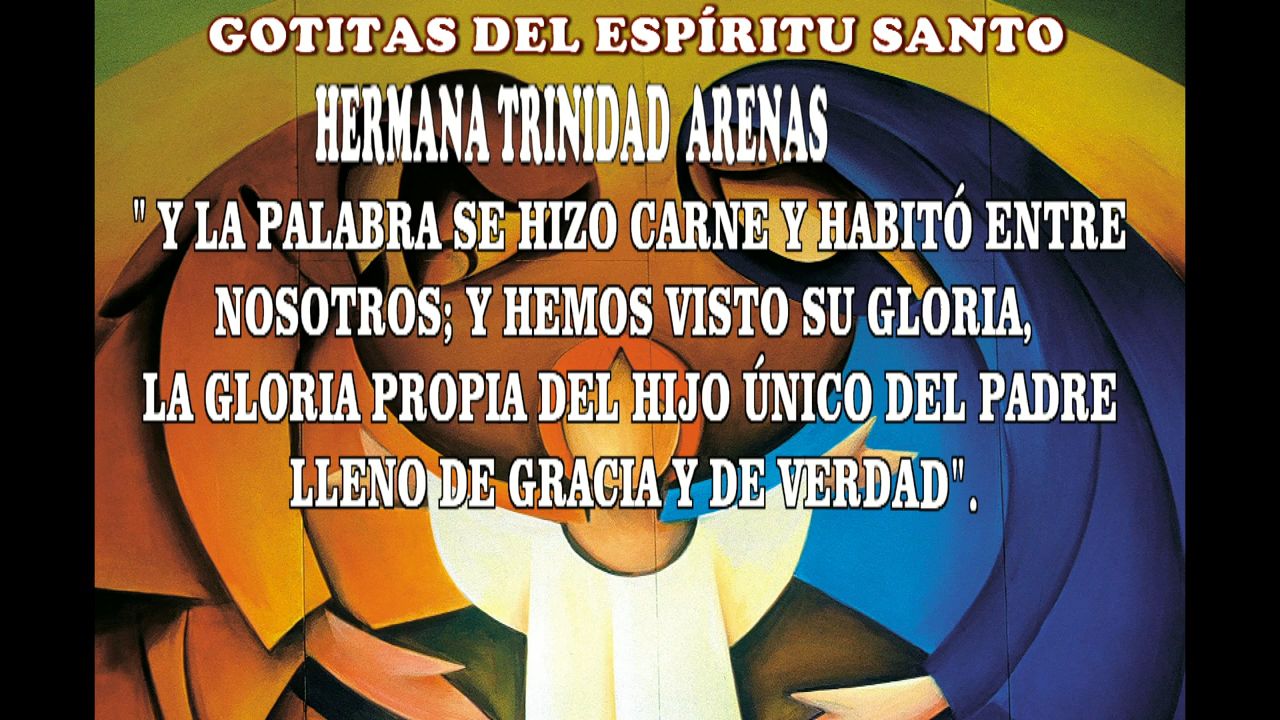 GOTITAS DEL ESPÍRITU SANTO
HERMANA TRINIDAD ARENAS
" Y LA PALABRA SE HIZO CARNE Y HABITÓ ENTRE
NOSOTROS; Y HEMOS VISTO SU GLORIA,
LA GLORIA PROPIA DEL HIJO ÚNICO DEL PADRE
LLENO DE GRACIA Y DE VERDAD".